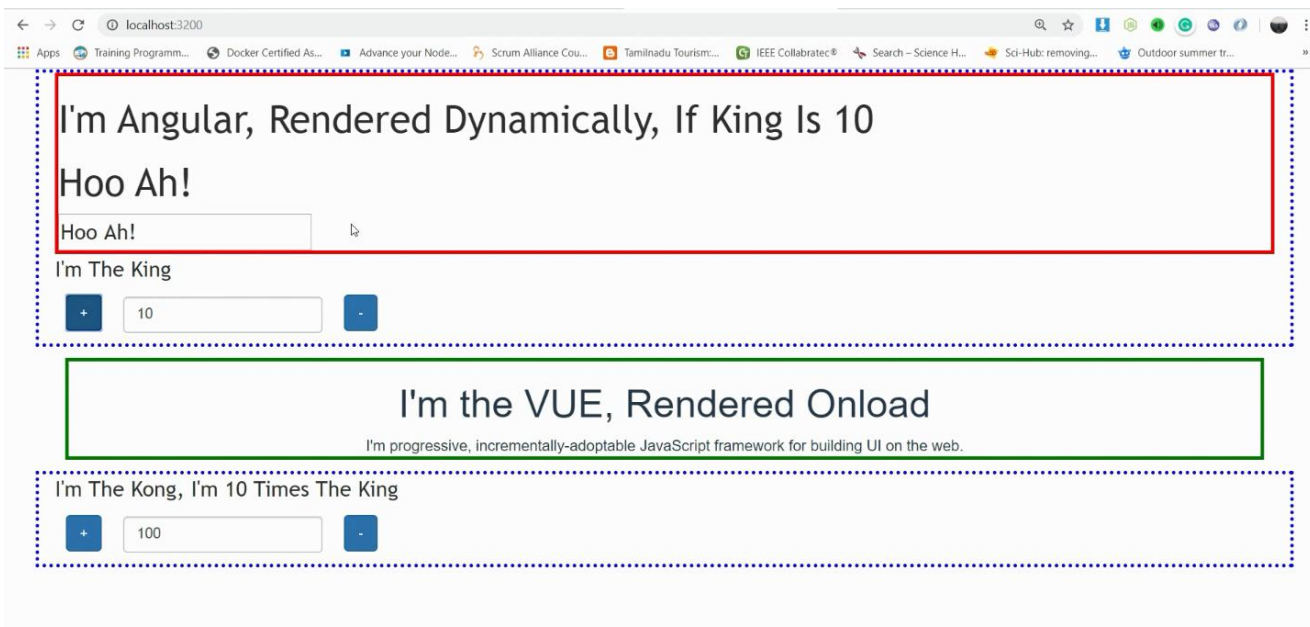 localhost:3200
Apps Training Programm... Docker Certified As... Advance your Node... Scrum Alliance Cou... Tamilnadu Tourism:... IEEE Collabratec® Search – Science H... Sci-Hub: removing... Outdoor summer tr... »
I'm Angular, Rendered Dynamically, If King Is 10
Hoo Ah!
Hoo Ah!
I'm The King
+ 10 -
I'm the VUE, Rendered Onload
I'm progressive, incrementally-adoptable JavaScript framework for building UI on the web.
I'm The Kong, I'm 10 Times The King
+ 100 -